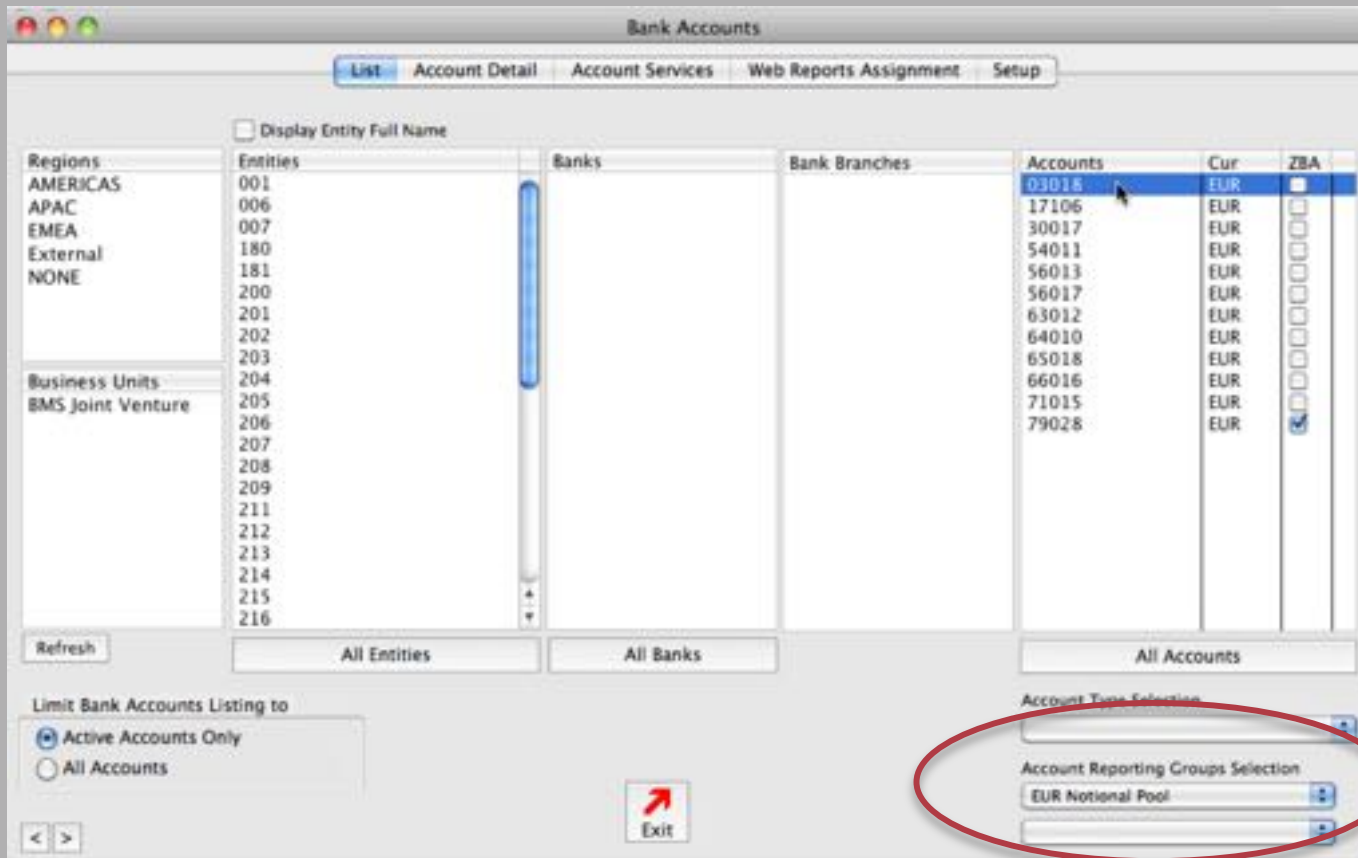 Bank Accounts
List Account Detail Account Services Web Reports Assignment Setup
Display Entity Full Name
Regions
AMERICAS
APAC
EMEA
External
NONE
Business Units
BMS Joint Venture
Entities
001
006
007
180
181
200
201
202
203
204
205
206
207
208
209
211
212
213
214
215
216
Banks
Bank Branches
Accounts Cur ZBA
03018 EUR
17106 EUR
30017 EUR
54011 EUR
56013 EUR
56017 EUR
63012 EUR
64010 EUR
65018 EUR
66016 EUR
71015 EUR
79028 EUR
Refresh
All Entities
All Banks
All Accounts
Limit Bank Accounts Listing to
Active Accounts Only
All Accounts
Account Type Selection
Account Reporting Groups Selection
EUR Notional Pool
Exit
< >